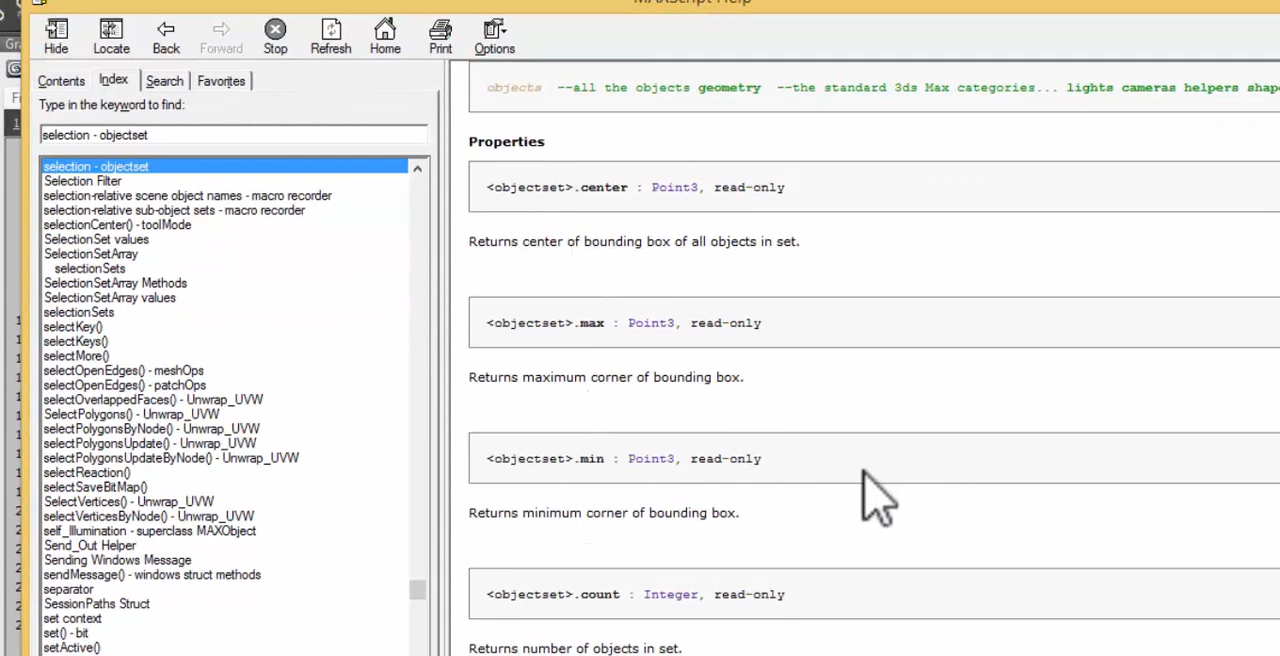 MAXScript Help
Hide Locate Back Forward Stop Refresh Home Print Options
Contents Index Search Favorites
Type in the keyword to find:
selection - objectset
selection - objectset
Selection Filter
selection-relative scene object names - macro recorder
selection-relative sub-object sets - macro recorder
selectionCenter() - toolMode
SelectionSet values
SelectionSetArray
selectionSets
SelectionSetArray Methods
SelectionSetArray values
selectionSets
selectKey()
selectKeys()
selectMore()
selectOpenEdges() - meshOps
selectOpenEdges() - patchOps
selectOverlappedFaces() - Unwrap_UVW
SelectPolygons() - Unwrap_UVW
selectPolygonsByNode() - Unwrap_UVW
selectPolygonsUpdate() - Unwrap_UVW
selectPolygonsUpdateByNode() - Unwrap_UVW
selectReaction()
selectSaveBitMap()
SelectVertices() - Unwrap_UVW
selectVerticesByNode() - Unwrap_UVW
self_Illumination - superclass MAXObject
Send_Out Helper
Sending Windows Message
sendMessage() - windows struct methods
separator
SessionPaths Struct
set context
set() - bit
setActive()
objects --all the objects geometry --the standard 3ds Max categories... lights cameras helpers shap
Properties
<objectset>.center : Point3, read-only
Returns center of bounding box of all objects in set.
<objectset>.max : Point3, read-only
Returns maximum corner of bounding box.
<objectset>.min : Point3, read-only
Returns minimum corner of bounding box.
<objectset>.count : Integer, read-only
Returns number of objects in set.